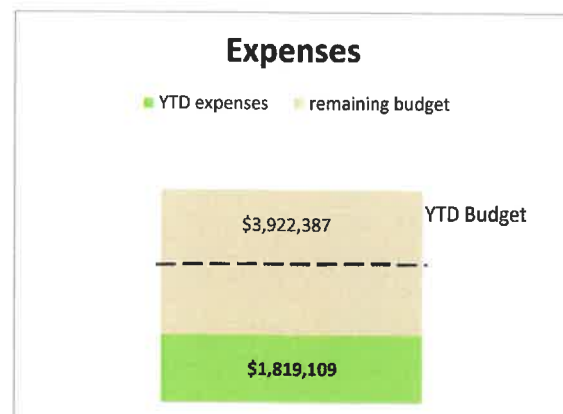 Expenses
YTD expenses remaining budget
$3,922,387
YTD Budget
$1,819,109